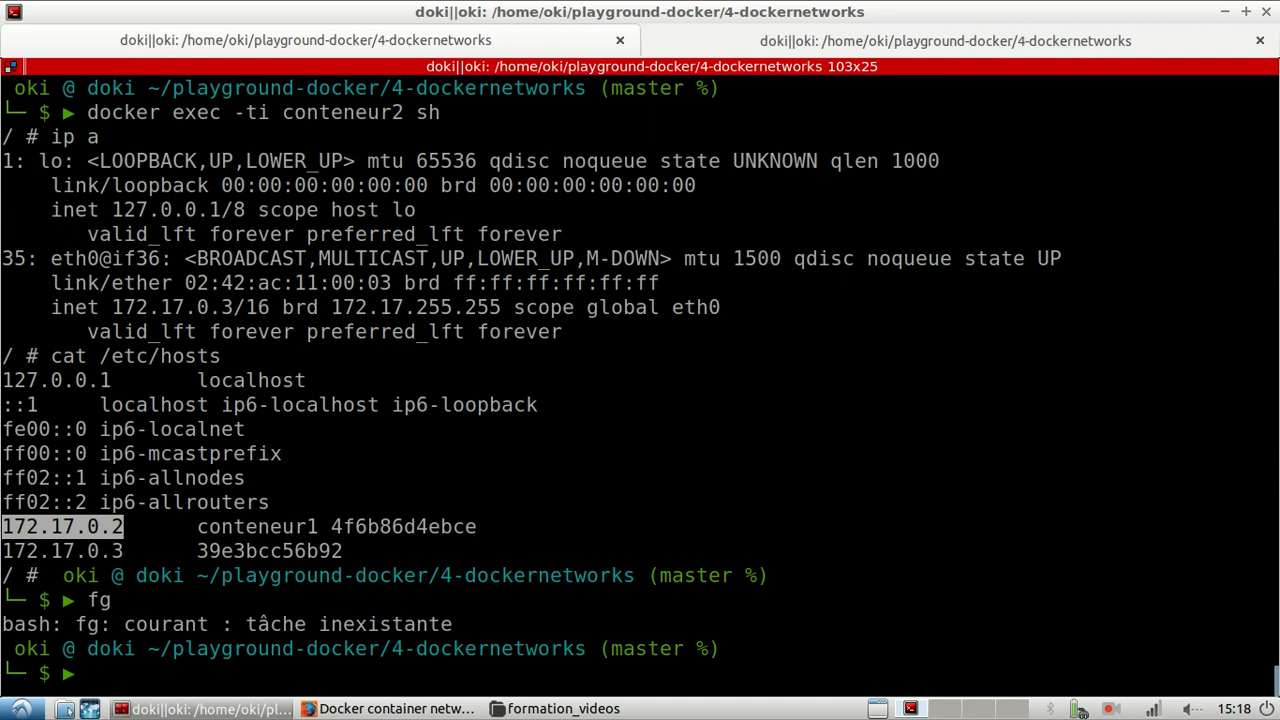 doki||oki: /home/oki/playground-docker/4-dockernetworks
doki||oki: /home/oki/playground-docker/4-dockernetworks
doki||oki: /home/oki/playground-docker/4-dockernetworks
doki||oki: /home/oki/playground-docker/4-dockernetworks 103x25
oki @ doki ~/playground-docker/4-dockernetworks (master %)
└─ $ ▶ docker exec -ti conteneur2 sh
/ # ip a
1: lo: <LOOPBACK,UP,LOWER_UP> mtu 65536 qdisc noqueue state UNKNOWN qlen 1000
link/loopback 00:00:00:00:00:00 brd 00:00:00:00:00:00
inet 127.0.0.1/8 scope host lo
valid_lft forever preferred_lft forever
35: eth0@if36: <BROADCAST,MULTICAST,UP,LOWER_UP,M-DOWN> mtu 1500 qdisc noqueue state UP
link/ether 02:42:ac:11:00:03 brd ff:ff:ff:ff:ff:ff
inet 172.17.0.3/16 brd 172.17.255.255 scope global eth0
valid_lft forever preferred_lft forever
/ # cat /etc/hosts
127.0.0.1 localhost
::1 localhost ip6-localhost ip6-loopback
fe00::0 ip6-localnet
ff00::0 ip6-mcastprefix
ff02::1 ip6-allnodes
ff02::2 ip6-allrouters
172.17.0.2 conteneur1 4f6b86d4ebce
172.17.0.3 39e3bcc56b92
/ # oki @ doki ~/playground-docker/4-dockernetworks (master %)
└─ $ ▶ fg
bash: fg: courant : tâche inexistante
oki @ doki ~/playground-docker/4-dockernetworks (master %)
└─ $ ▶
doki||oki: /home/oki/pl... Docker container netw... formation_videos 15:18